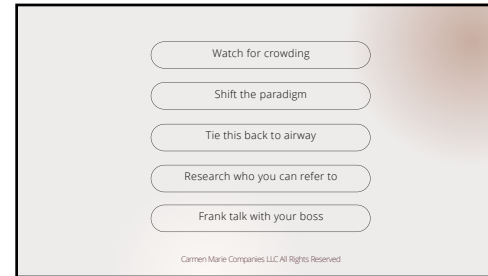 Watch for crowding
Shift the paradigm
Tie this back to airway
Research who you can refer to
Frank talk with your boss
Carmen Marie Companies LLC All Rights Reserved